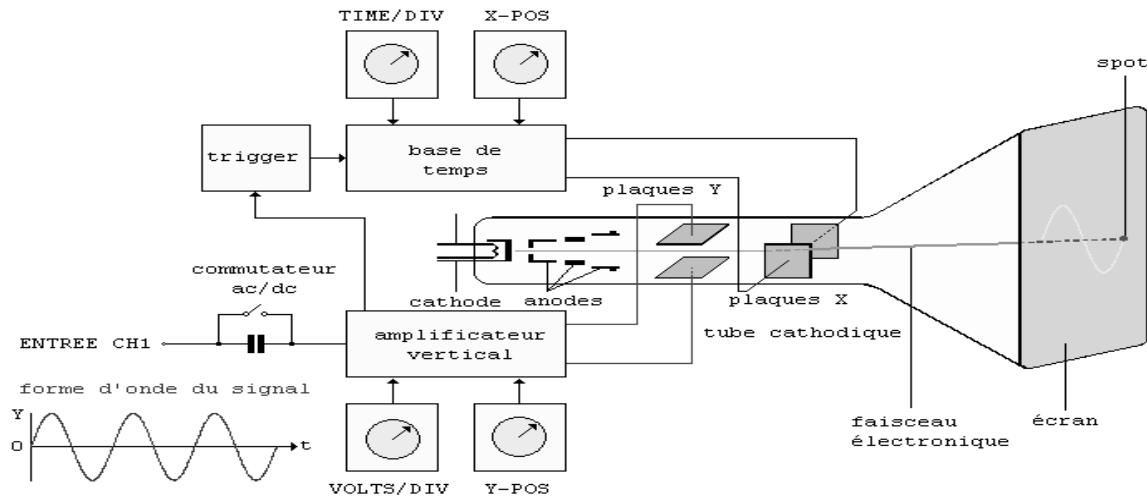 TIME/DIV
X-POS
spot
trigger
base de
temps
plaques Y
commutateur
ac/dc
cathode
anodes
plaques X
tube cathodique
ENTREE CH1
amplificateur
vertical
forme d'onde du signal
Y
0
t
faisceau
électronique
écran
VOLTS/DIV
Y-POS